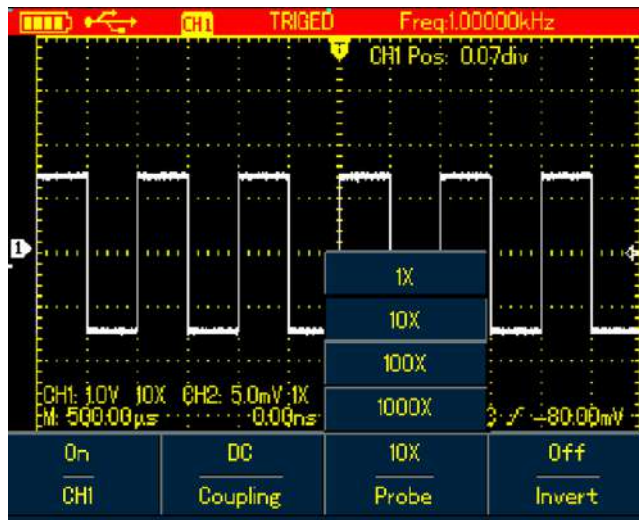 CH1 TRIGED Freq:1.00000kHz
T CH1 Pos: 0.07div
1
1X
10X
100X
1000X
CH1: 1.0V 10X CH2: 5.0mV 1X
M: 500.00μs 0.00ns -80.00mV
On DC 10X Off
CH1 Coupling Probe Invert